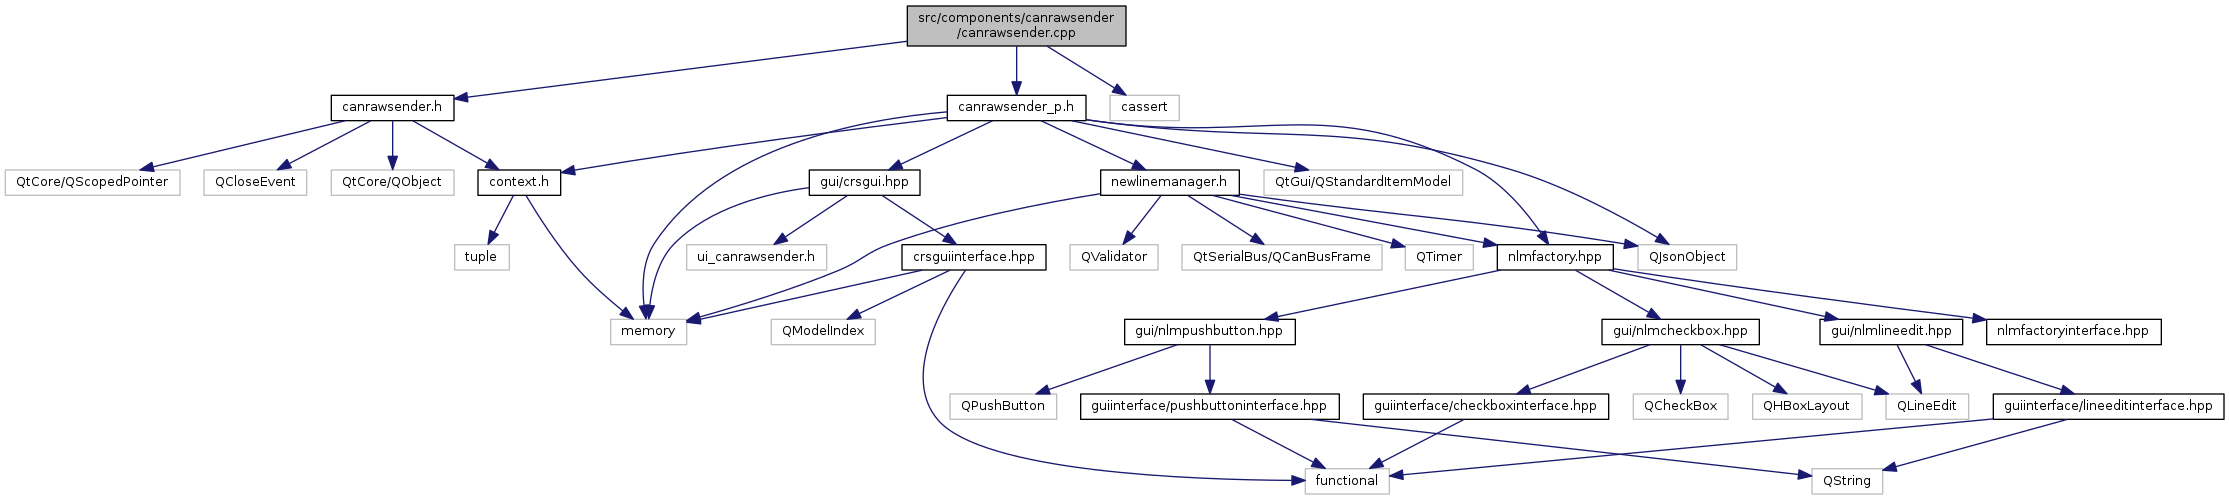 src/components/canrawsender
/canrawsender.cpp
canrawsender.h
canrawsender_p.h
cassert
QtCore/QScopedPointer
QCloseEvent
QtCore/QObject
context.h
gui/crsgui.hpp
newlinemanager.h
QtGui/QStandardItemModel
tuple
ui_canrawsender.h
crsguiinterface.hpp
QValidator
QtSerialBus/QCanBusFrame
QTimer
nlmfactory.hpp
QJsonObject
memory
QModelIndex
gui/nlmpushbutton.hpp
gui/nlmcheckbox.hpp
gui/nlmlineedit.hpp
nlmfactoryinterface.hpp
QPushButton
guiinterface/pushbuttoninterface.hpp
guiinterface/checkboxinterface.hpp
QCheckBox
QHBoxLayout
QLineEdit
guiinterface/lineeditinterface.hpp
functional
QString